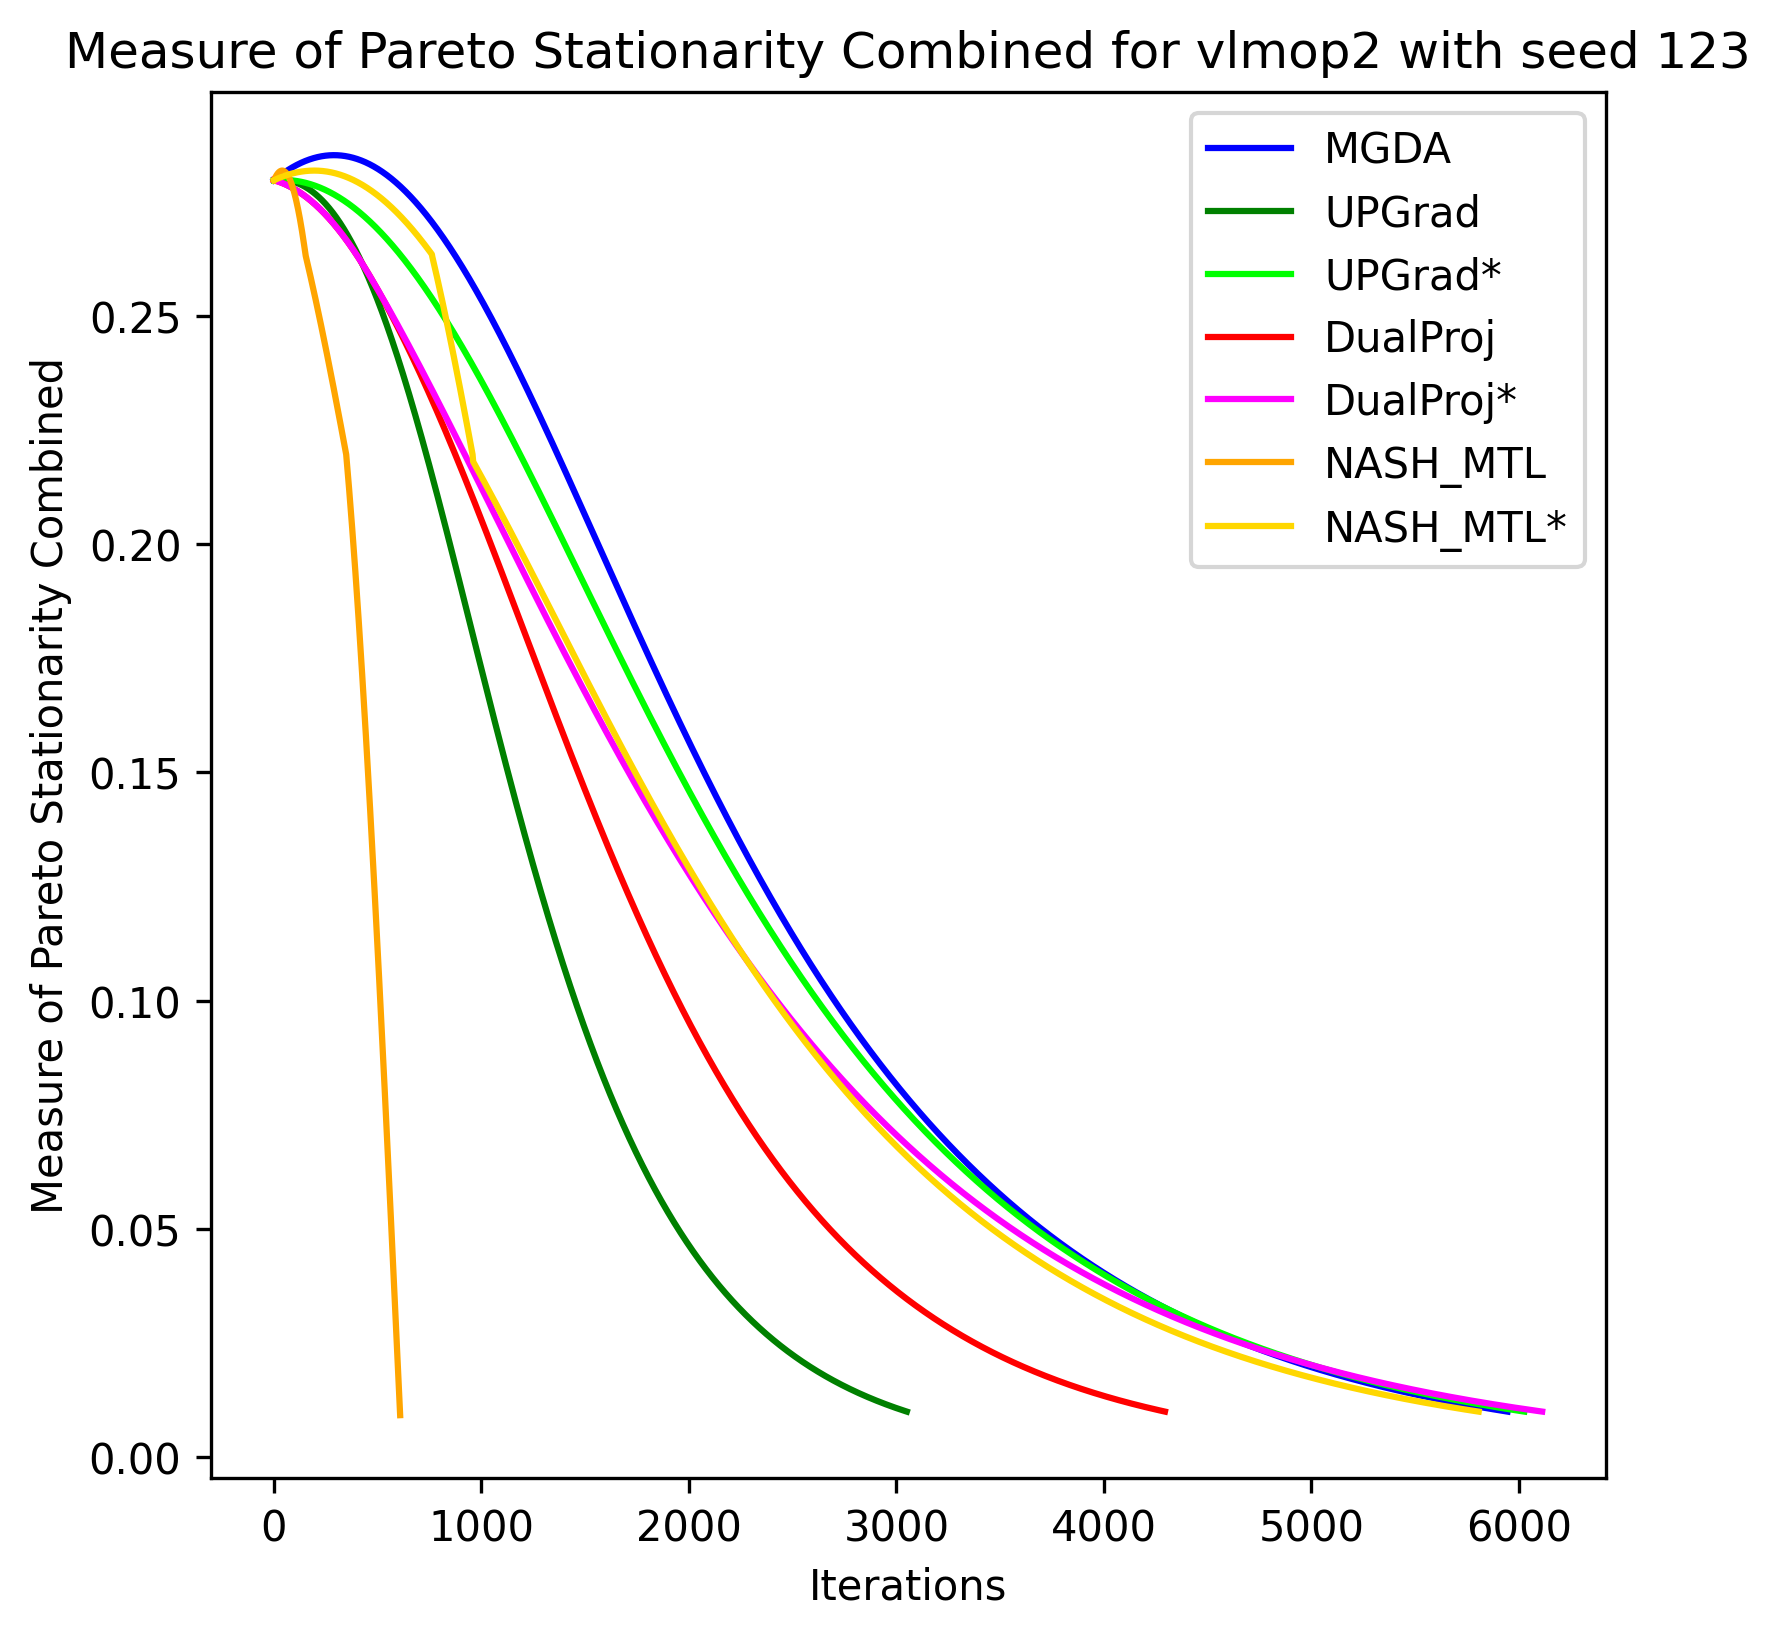 Measure of Pareto Stationarity Combined for vlmop2 with seed 123
MGDA
UPGrad
UPGrad*
DualProj
DualProj*
NASH_MTL
NASH_MTL*
Measure of Pareto Stationarity Combined
0.25
0.20
0.15
0.10
0.05
0.00
0 1000 2000 3000 4000 5000 6000
Iterations